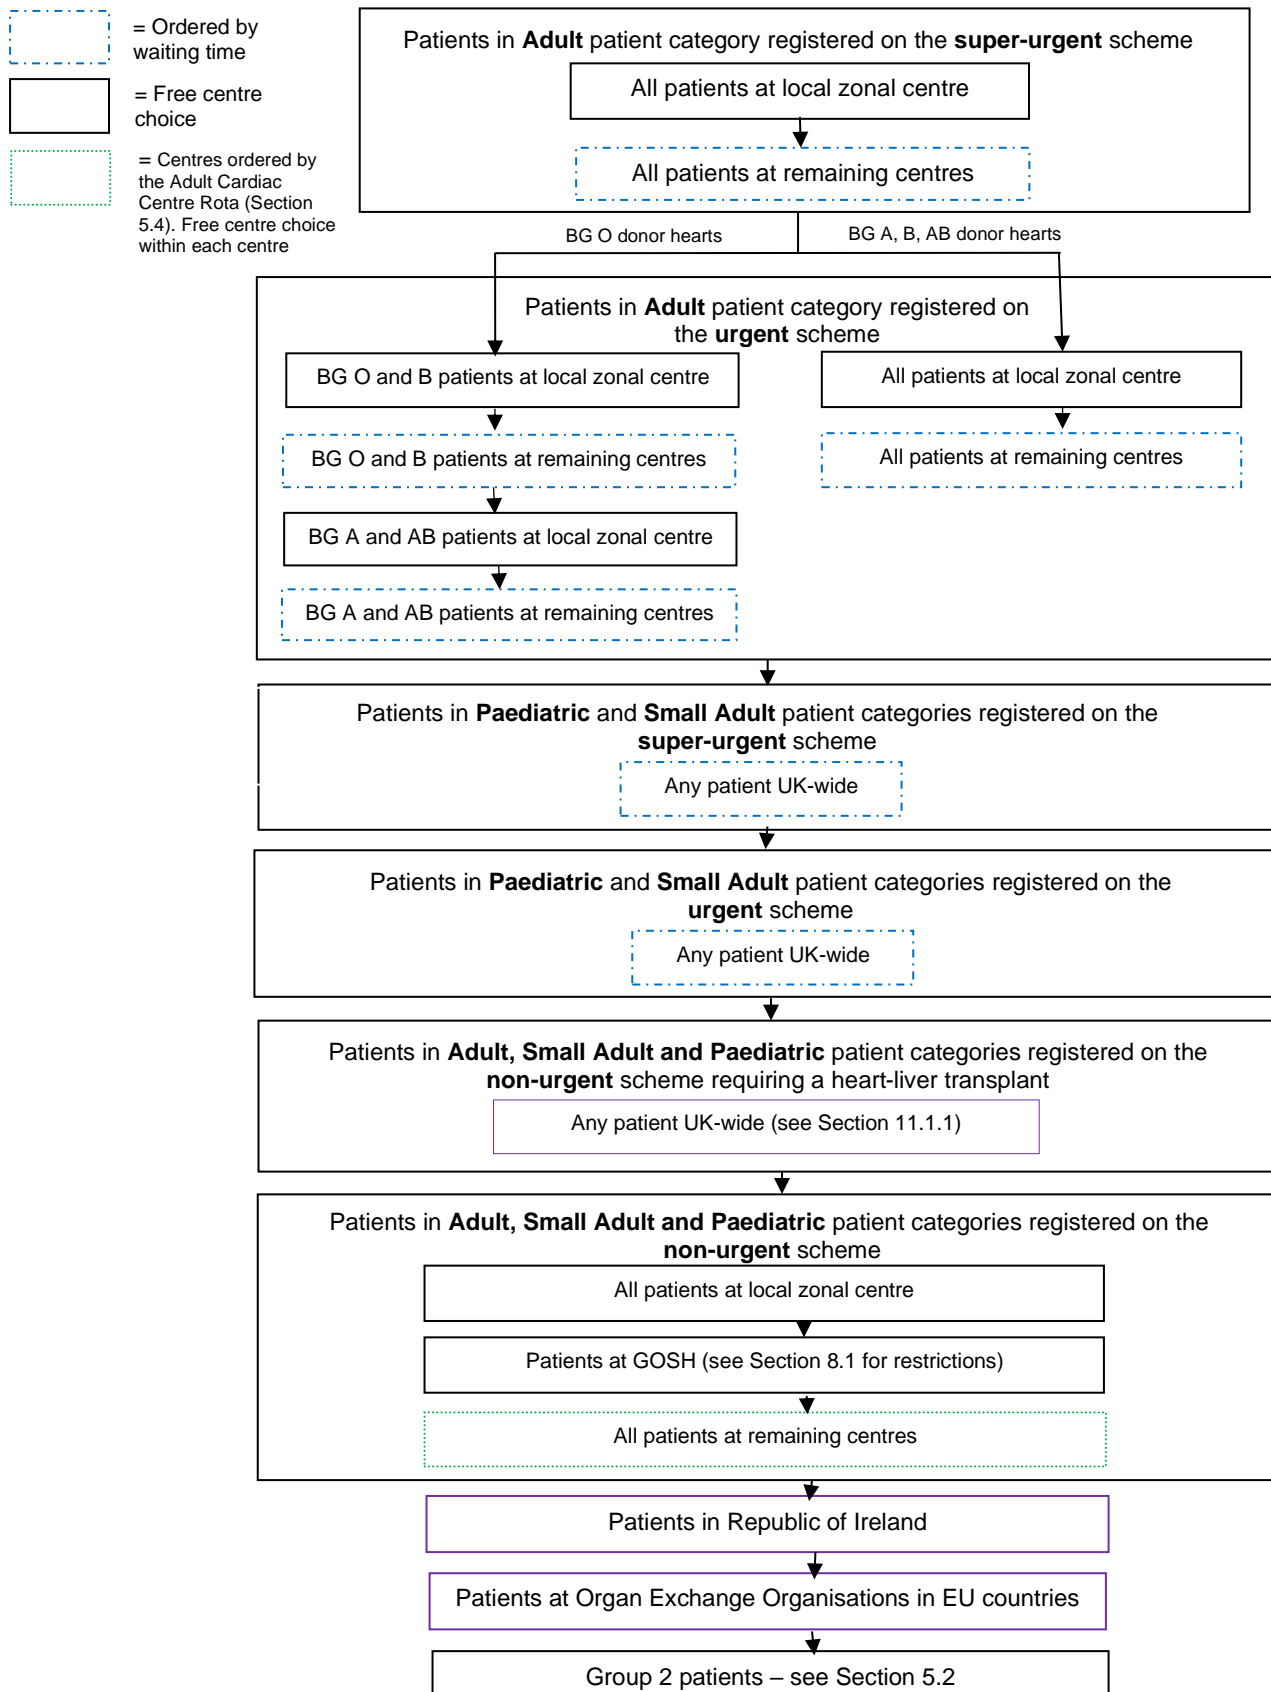 = Ordered by
waiting time
= Free centre
choice
= Centres ordered by
the Adult Cardiac
Centre Rota (Section
5.4). Free centre choice
within each centre
Patients in Adult patient category registered on the super-urgent scheme
All patients at local zonal centre
All patients at remaining centres
BG O donor hearts
BG A, B, AB donor hearts
Patients in Adult patient category registered on
the urgent scheme
BG O and B patients at local zonal centre
BG O and B patients at remaining centres
BG A and AB patients at local zonal centre
BG A and AB patients at remaining centres
All patients at local zonal centre
All patients at remaining centres
Patients in Paediatric and Small Adult patient categories registered on the
super-urgent scheme
Any patient UK-wide
Patients in Paediatric and Small Adult patient categories registered on the
urgent scheme
Any patient UK-wide
Patients in Adult, Small Adult and Paediatric patient categories registered on the
non-urgent scheme requiring a heart-liver transplant
Any patient UK-wide (see Section 11.1.1)
Patients in Adult, Small Adult and Paediatric patient categories registered on the
non-urgent scheme
All patients at local zonal centre
Patients at GOSH (see Section 8.1 for restrictions)
All patients at remaining centres
Patients in Republic of Ireland
Patients at Organ Exchange Organisations in EU countries
Group 2 patients – see Section 5.2